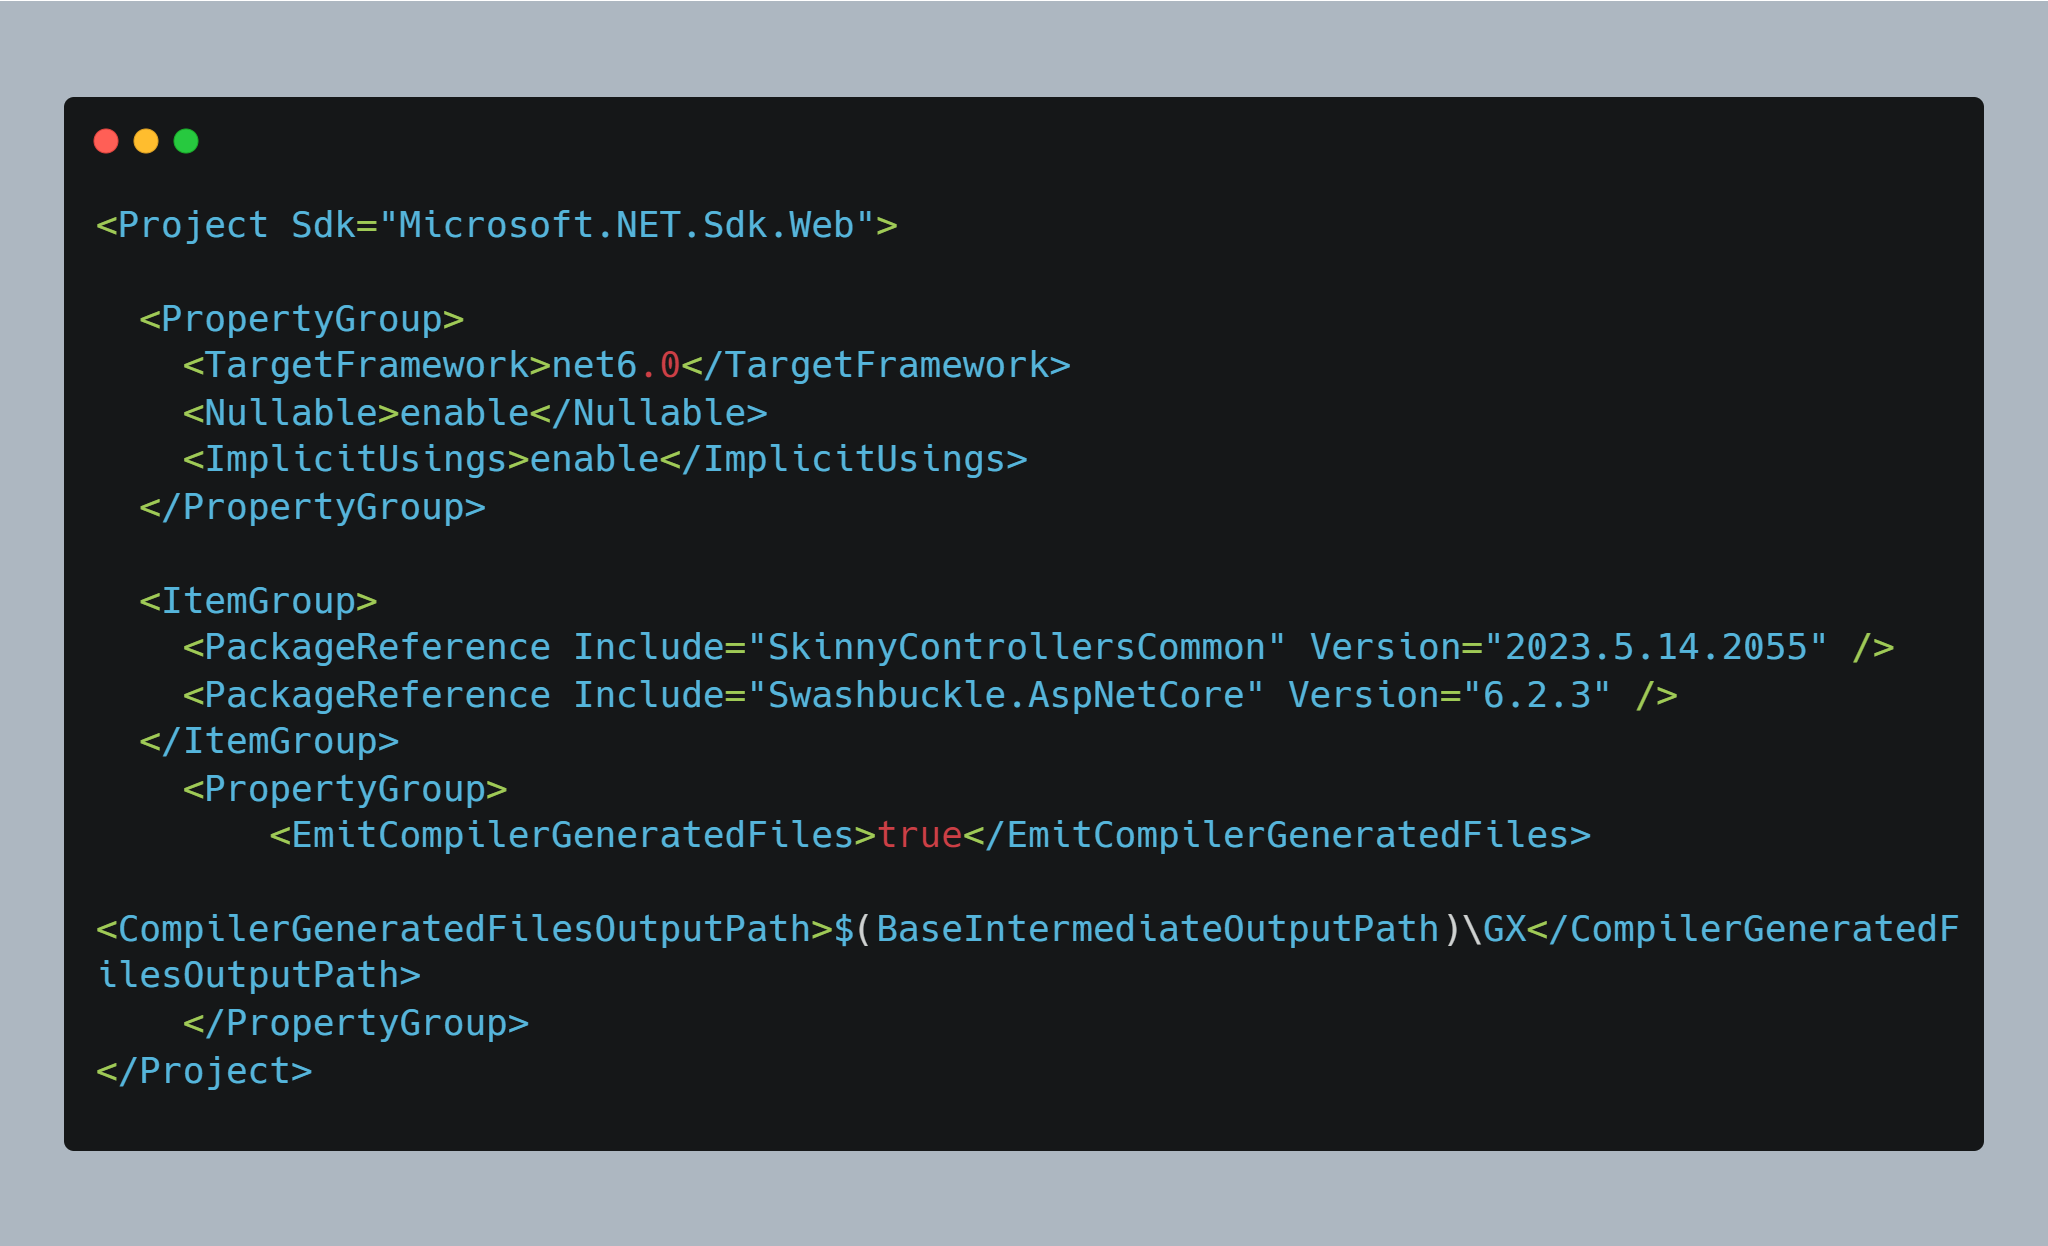 <Project Sdk="Microsoft.NET.Sdk.Web">

  <PropertyGroup>
    <TargetFramework>net6.0</TargetFramework>
    <Nullable>enable</Nullable>
    <ImplicitUsings>enable</ImplicitUsings>
  </PropertyGroup>

  <ItemGroup>
    <PackageReference Include="SkinnyControllersCommon" Version="2023.5.14.2055" />
    <PackageReference Include="Swashbuckle.AspNetCore" Version="6.2.3" />
  </ItemGroup>
    <PropertyGroup>
        <EmitCompilerGeneratedFiles>true</EmitCompilerGeneratedFiles>

<CompilerGeneratedFilesOutputPath>$(BaseIntermediateOutputPath)\GX</CompilerGeneratedF
ilesOutputPath>
    </PropertyGroup>
</Project>